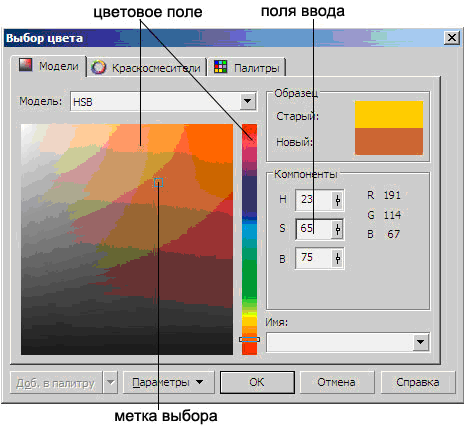 цветовое поле
поля ввода
Выбор цвета
Модели
Краскосмесители
Палитры
Модель:
HSB
Образец
Старый:
Новый:
Компоненты
H 23
R 191
S 65
G 114
B 75
B 67
Имя:
Доб. в палитру
Параметры
OK
Отмена
Справка
метка выбора